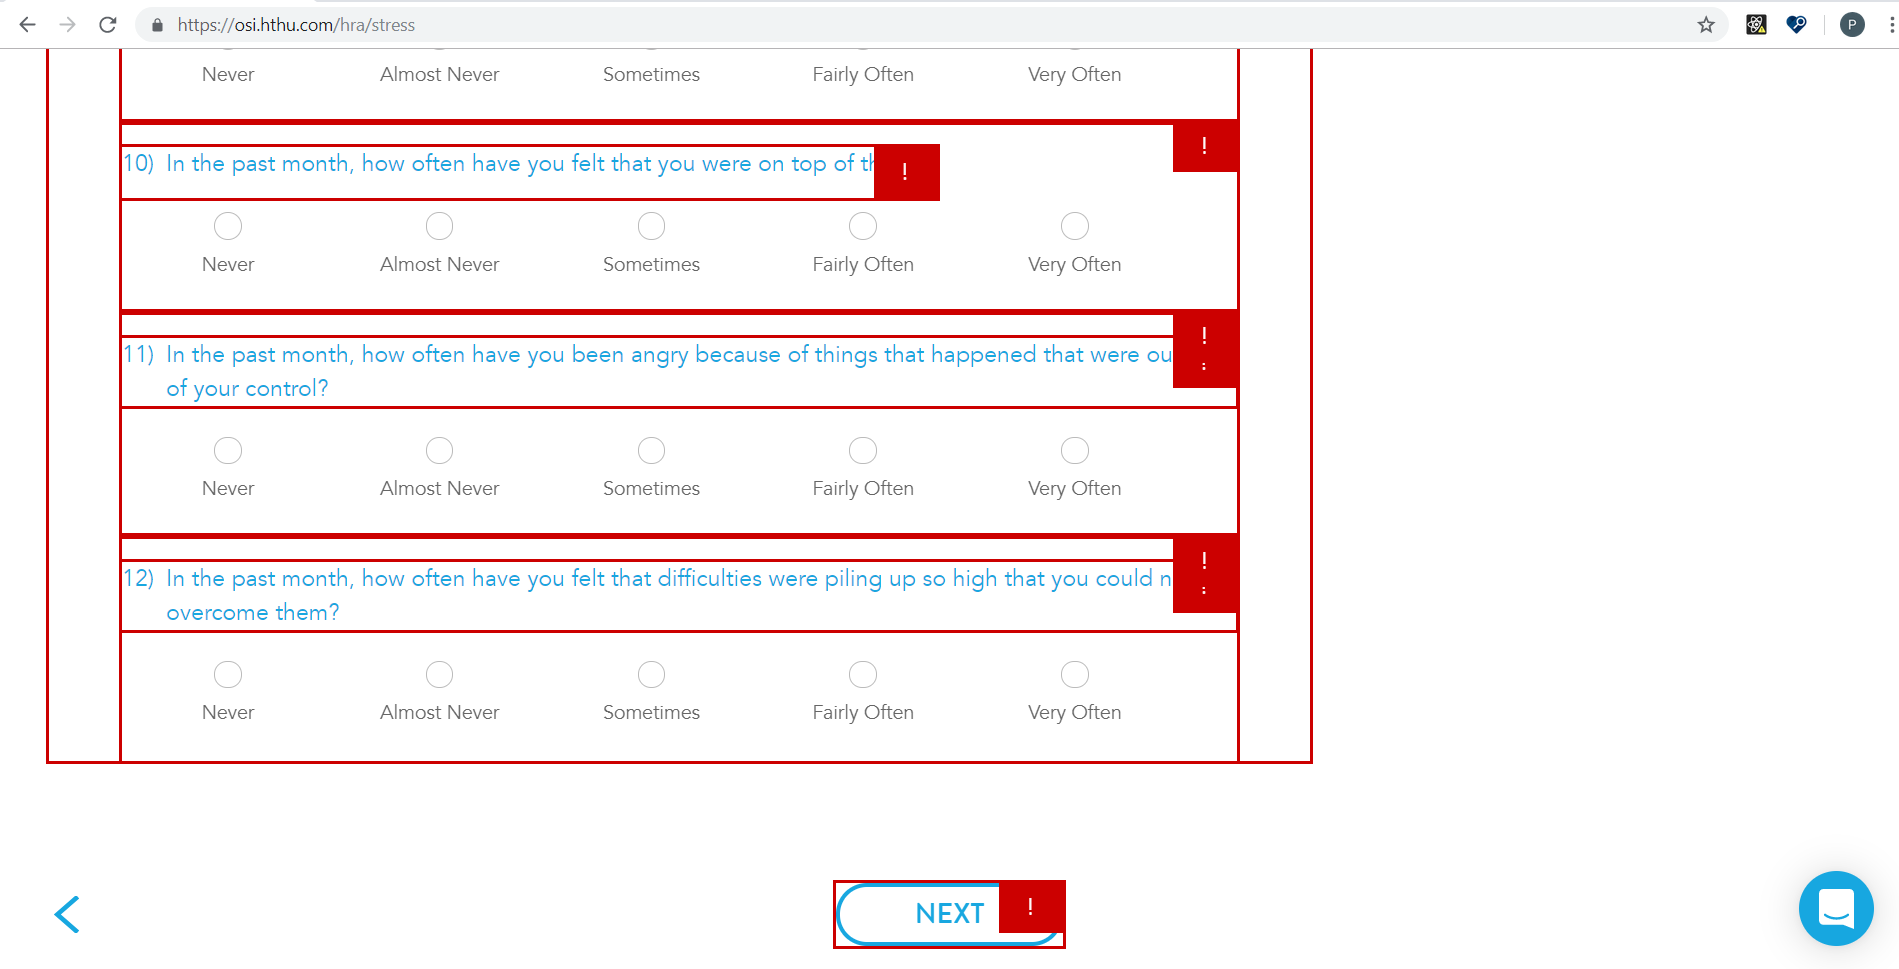 https://osi.hthu.com/hra/stress
P
Never Almost Never Sometimes Fairly Often Very Often
!
10) In the past month, how often have you felt that you were on top of
!
Never Almost Never Sometimes Fairly Often Very Often
!
11) In the past month, how often have you been angry because of things that happened that were
of your control?
Never Almost Never Sometimes Fairly Often Very Often
!
12) In the past month, how often have you felt that difficulties were piling up so high that you could
overcome them?
Never Almost Never Sometimes Fairly Often Very Often
NEXT !